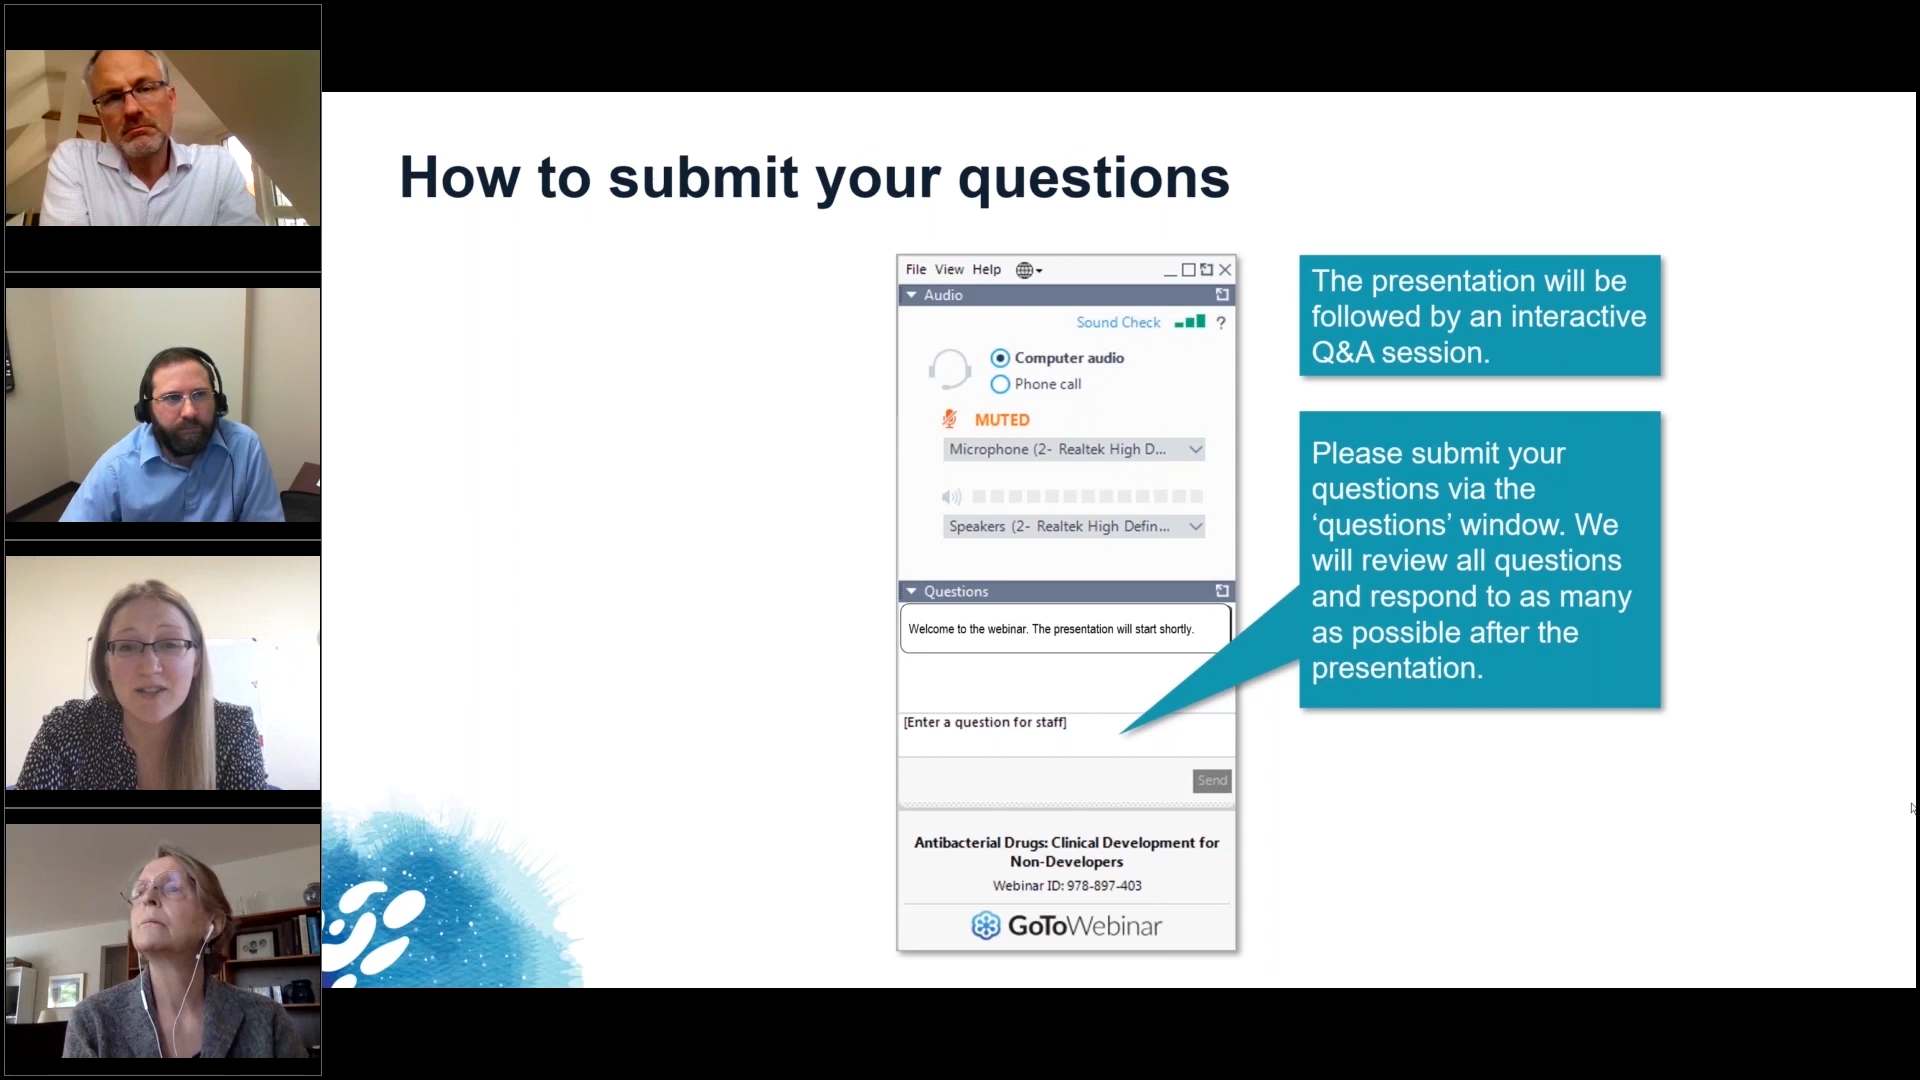 How to submit your questions
File View Help
Audio
Sound Check ?
Computer audio
Phone call
MUTED
Microphone (2- Realtek High D...
Speakers (2- Realtek High Defin...
Questions
Welcome to the webinar. The presentation will start shortly.
[Enter a question for staff]
Send
Antibacterial Drugs: Clinical Development for
Non-Developers
Webinar ID: 978-897-403
GoToWebinar
The presentation will be
followed by an interactive
Q&A session.
Please submit your
questions via the
‘questions’ window. We
will review all questions
and respond to as many
as possible after the
presentation.